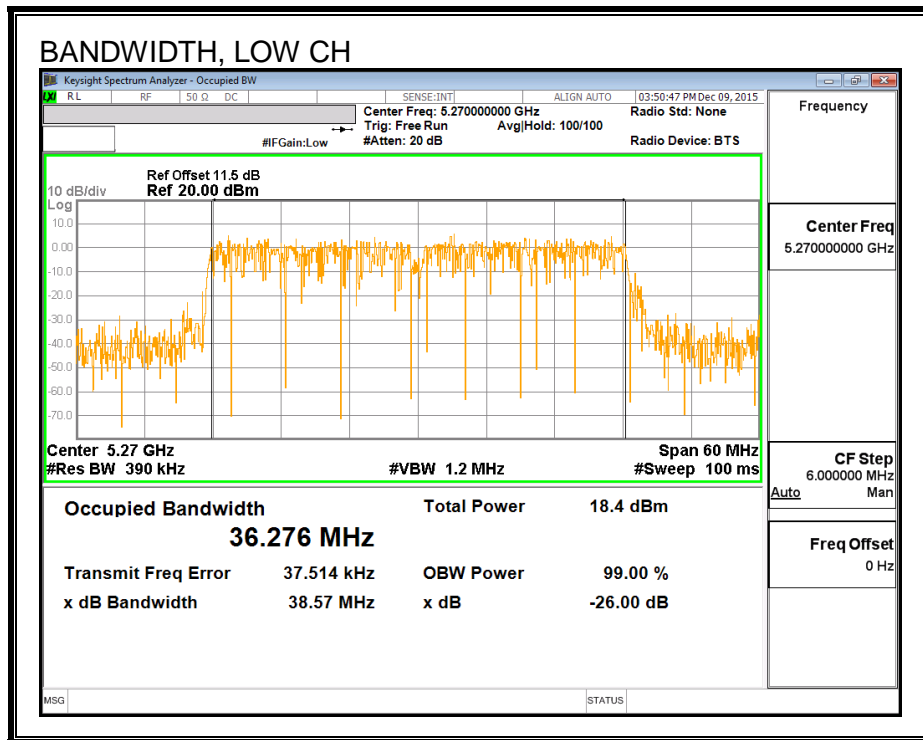 BANDWIDTH, LOW CH
Keysight Spectrum Analyzer - Occupied BW
LXI RL RF 50 Ω DC SENSE:INT ALIGN AUTO 03:50:47 PM Dec 09, 2015
Center Freq: 5.270000000 GHz Radio Std: None
Trig: Free Run Avg|Hold: 100/100
#IFGain:Low #Atten: 20 dB Radio Device: BTS
Frequency
Ref Offset 11.5 dB
10 dB/div Ref 20.00 dBm
Log
10.0
0.00
-10.0
-20.0
-30.0
-40.0
-50.0
-60.0
-70.0
Center 5.27 GHz Span 60 MHz
#Res BW 390 kHz #VBW 1.2 MHz #Sweep 100 ms
Center Freq
5.270000000 GHz
CF Step
6.000000 MHz
Auto Man
Freq Offset
0 Hz
Occupied Bandwidth Total Power 18.4 dBm
36.276 MHz
Transmit Freq Error 37.514 kHz OBW Power 99.00 %
x dB Bandwidth 38.57 MHz x dB -26.00 dB
MSG STATUS